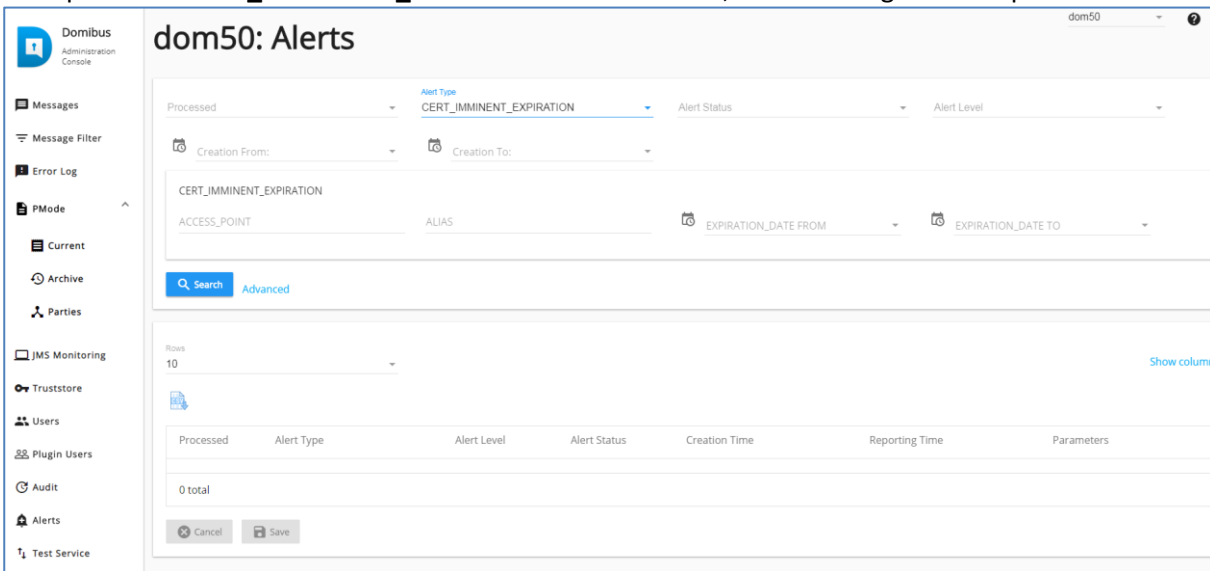 dom50
Domibus
Administration
Console
dom50: Alerts
Messages
Message Filter
Error Log
PMode
Current
Archive
Parties
JMS Monitoring
Truststore
Users
Plugin Users
Audit
Alerts
Test Service
Processed
Alert Type
CERT_IMMINENT_EXPIRATION
Alert Status
Alert Level
Creation From:
Creation To:
CERT_IMMINENT_EXPIRATION
ACCESS_POINT
ALIAS
EXPIRATION_DATE FROM
EXPIRATION_DATE TO
Search
Advanced
Rows
10
Show
Processed Alert Type Alert Level Alert Status Creation Time Reporting Time Parameters
0 total
Cancel
Save